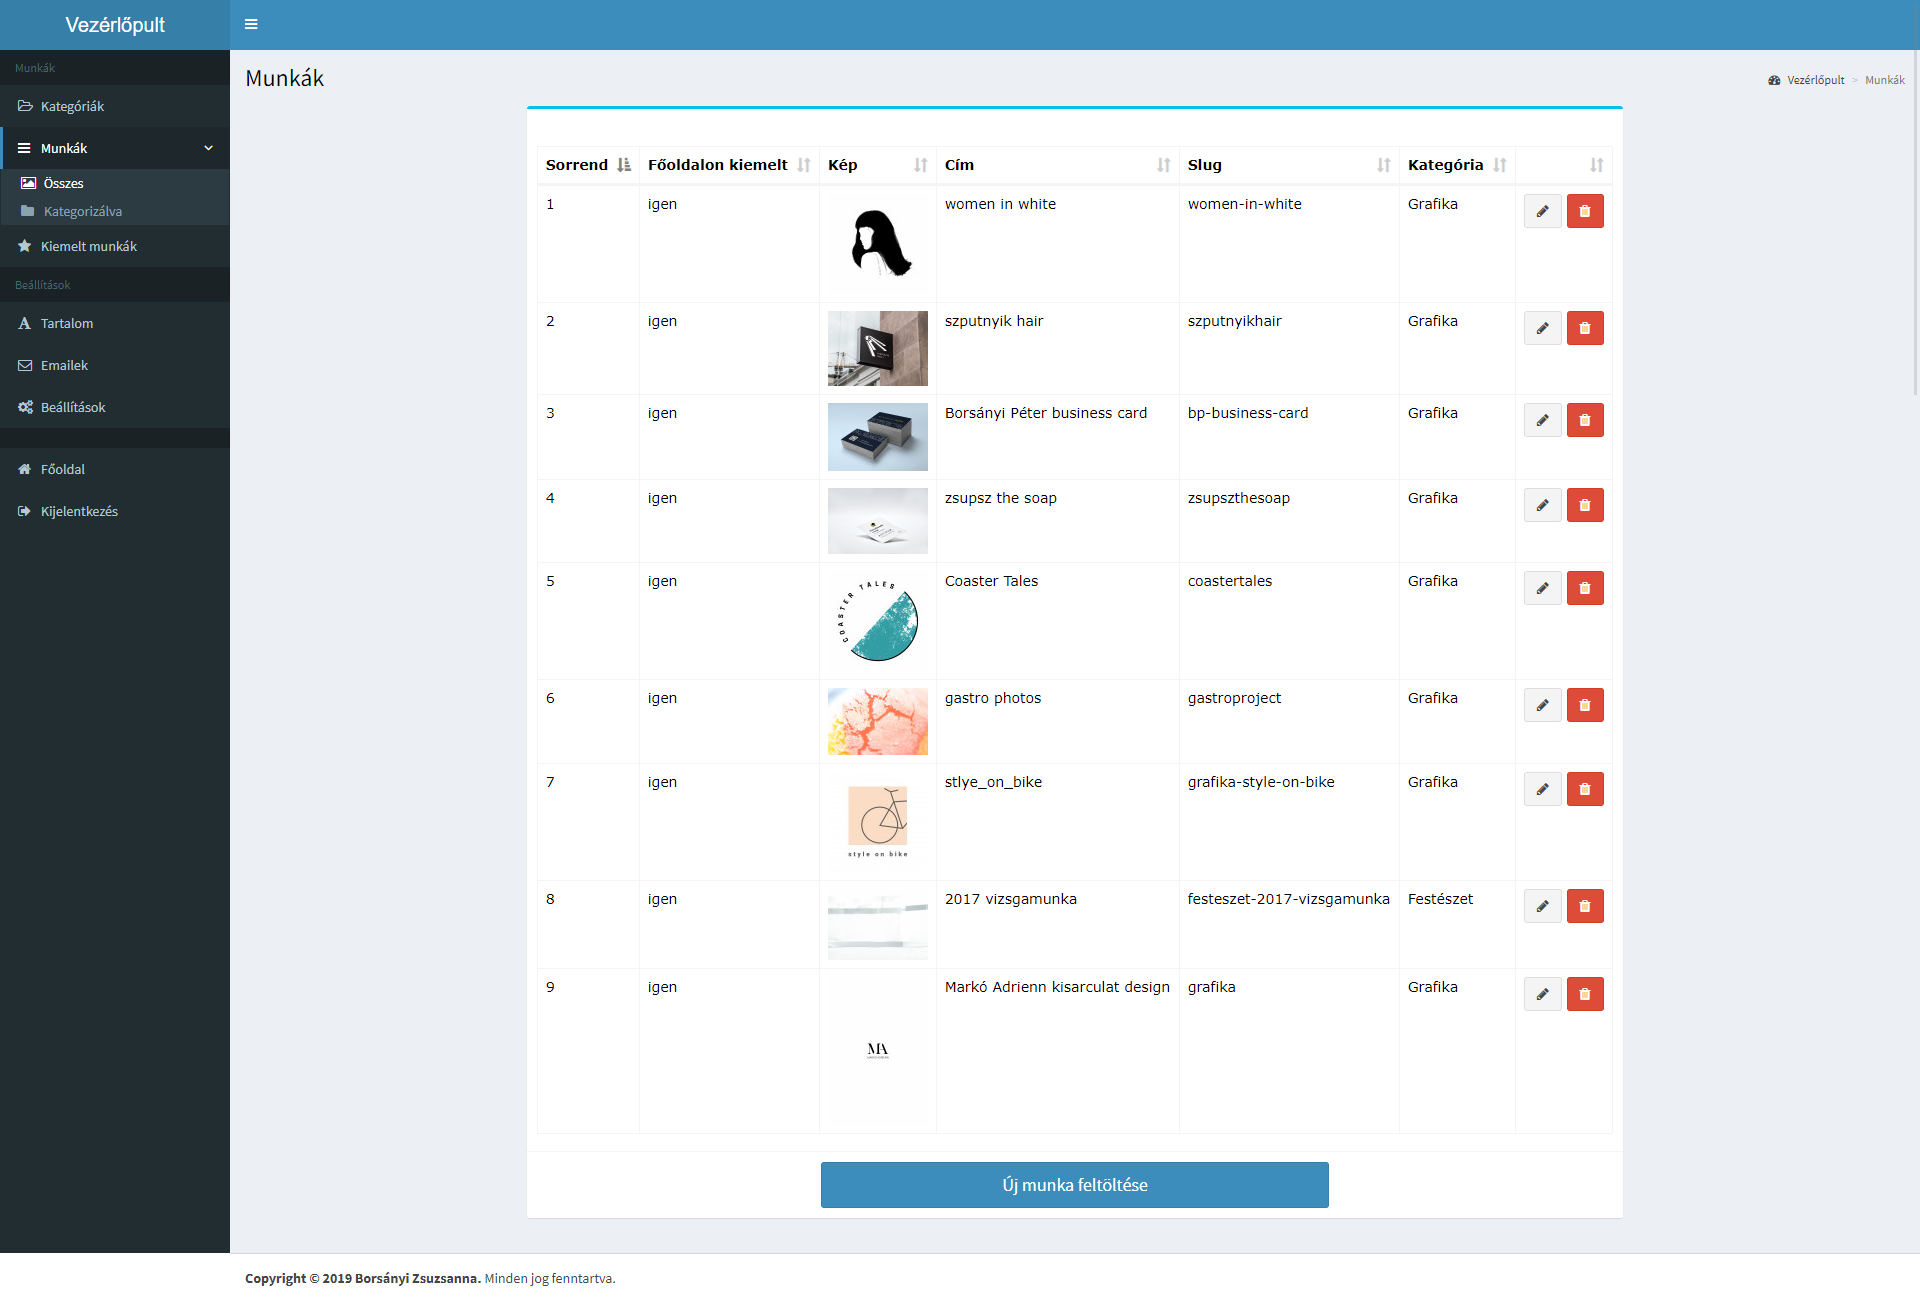 Vezérlőpult
Munkák
Kategóriák
Munkák
Összes
Kategorizálva
Kiemelt munkák
Beállítások
Tartalom
Emailek
Beállítások
Főoldal
Kijelentkezés
Munkák
Vezérlőpult > Munkák
Sorrend Főoldalon kiemelt Kép Cím Slug Kategória
1 igen women in white women-in-white Grafika
2 igen szputnyik hair szputnyikhair Grafika
3 igen Borsányi Péter business card bp-business-card Grafika
4 igen zsupsz the soap zsupszthesoap Grafika
5 igen Coaster Tales coastertales Grafika
COASTER TALES
6 igen gastro photos gastroproject Grafika
7 igen stlye_on_bike grafika-style-on-bike Grafika
style on bike
8 igen 2017 vizsgamunka festeszet-2017-vizsgamunka Festészet
9 igen Markó Adrienn kisarculat design grafika Grafika
MA
Új munka feltöltése
Copyright © 2019 Borsányi Zsuzsanna. Minden jog fenntartva.